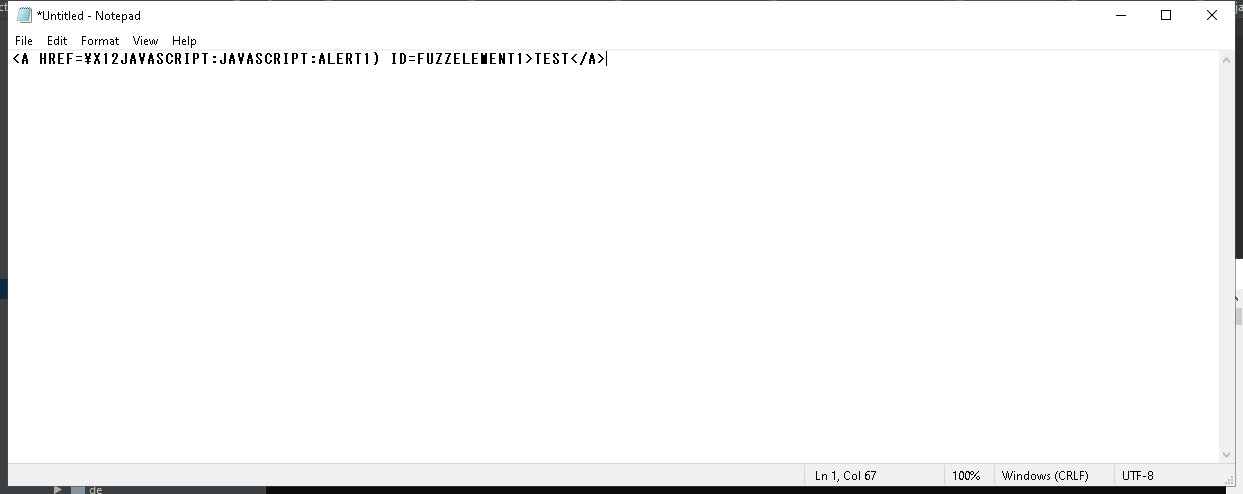 *Untitled - Notepad
File Edit Format View Help
<A HREF=¥X12JAVASCRIPT:JAVASCRIPT:ALERT1) ID=FUZZELEMENT1>TEST</A>
Ln 1, Col 67 100% Windows (CRLF) UTF-8
de